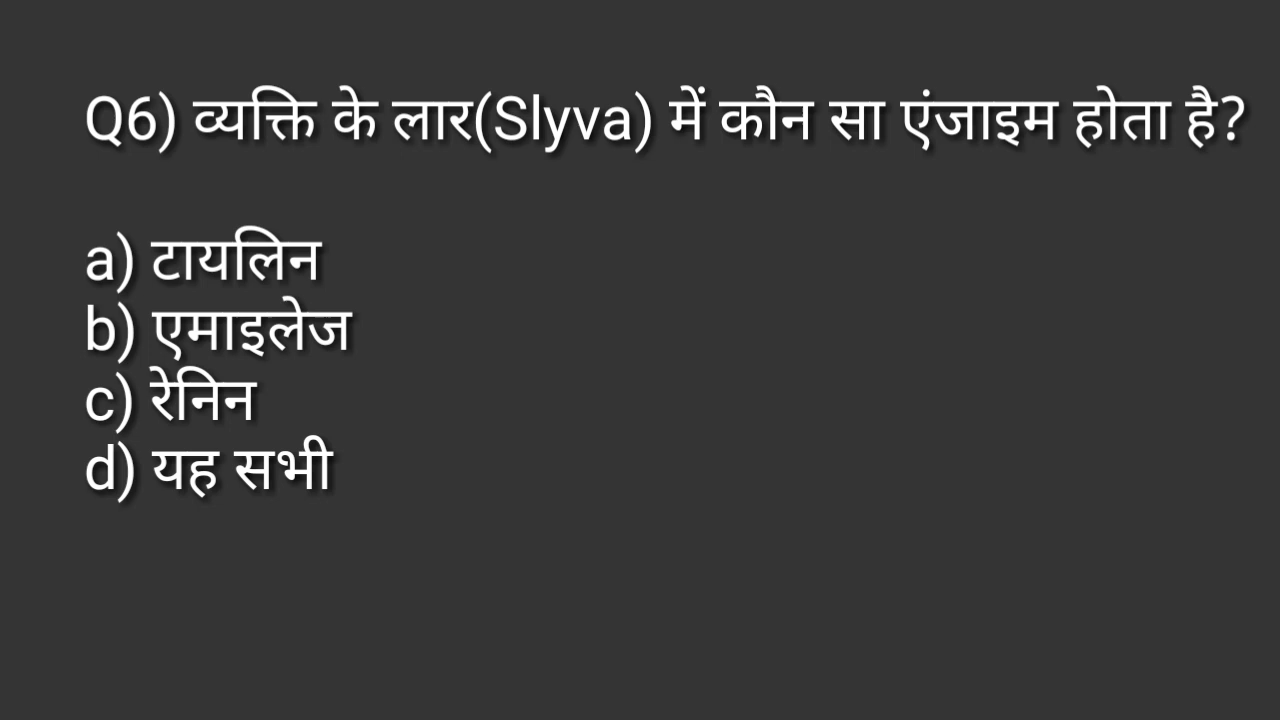 Q6) व्यक्ति के लार(Slyva) में कौन सा एंजाइम होता है?
a) टायलिन
b) एमाइलेज
c) रेनिन
d) यह सभी